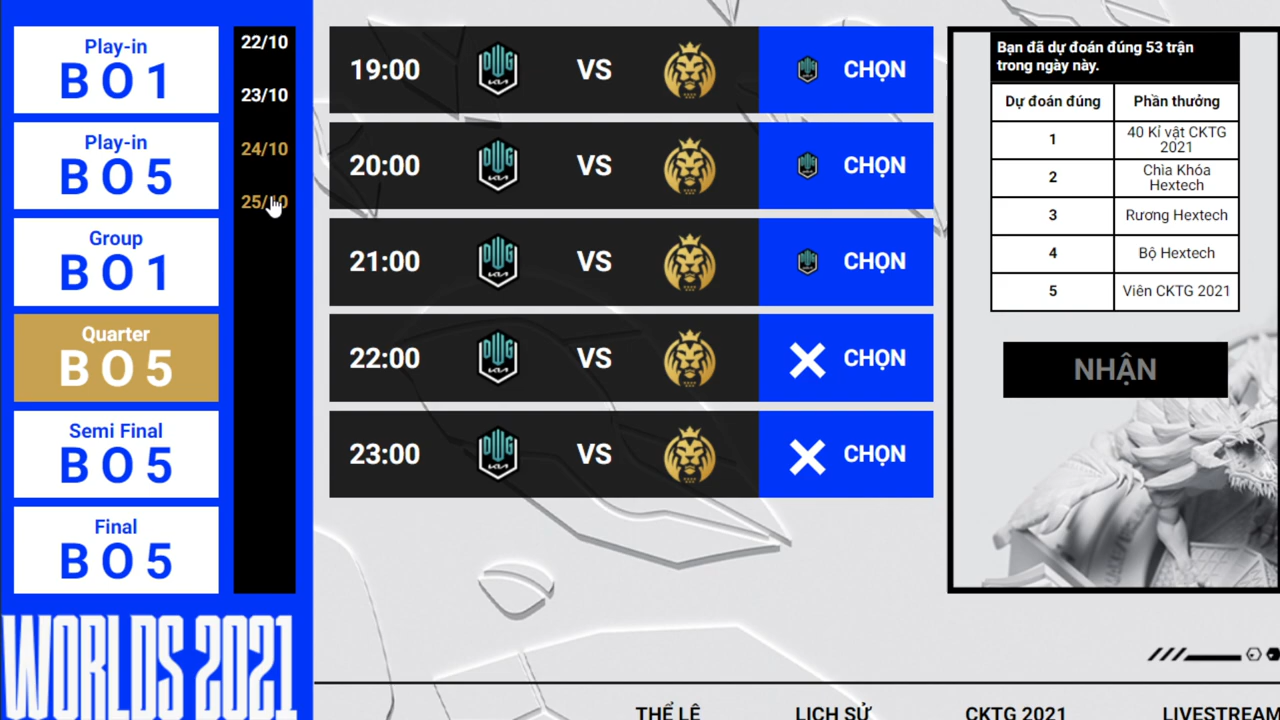 Play-in
BO1
Play-in
BO5
Group
BO1
Quarter
BO5
Semi Final
BO5
Final
BO5
WORLDS 2021
22/10
23/10
24/10
25/10
19:00 VS CHỌN
20:00 VS CHỌN
21:00 VS CHỌN
22:00 VS CHỌN
23:00 VS CHỌN
Bạn đã dự đoán đúng 53 trận
trong ngày này.
Dự đoán đúng Phần thưởng
1 40 Kỉ vật CKTG
2021
2 Chìa Khóa
Hextech
3 Rương Hextech
4 Bộ Hextech
5 Viên CKTG 2021
NHẬN
THỂ LỆ LỊCH SỬ CKTG 2021 LIVESTREAM